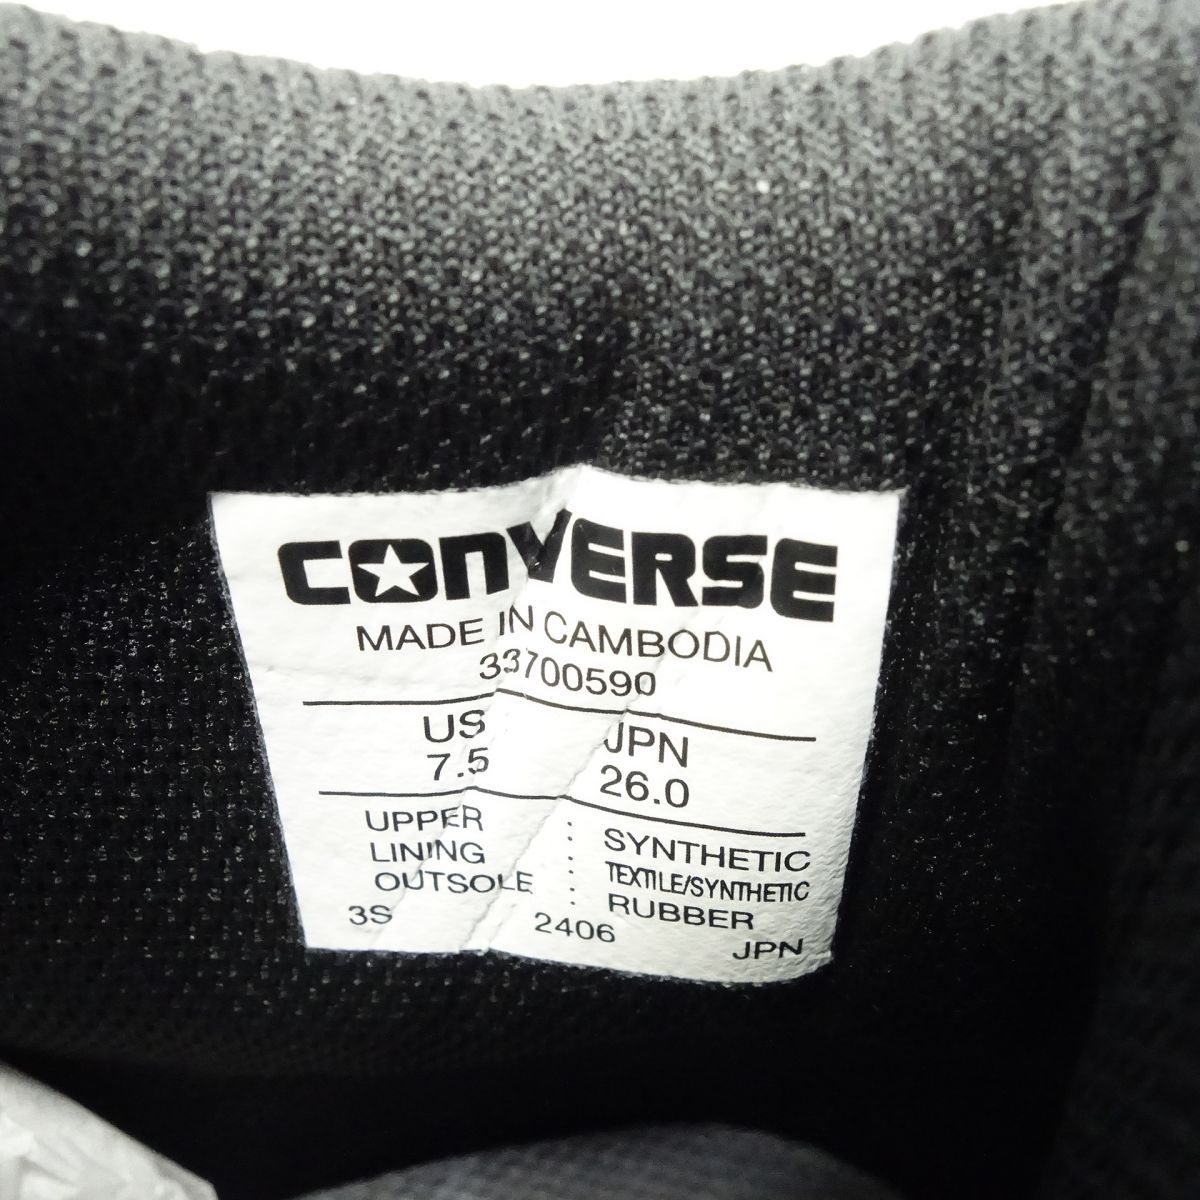 CONVERSE
MADE IN CAMBODIA
33700590
US JPN
7.5 26.0
UPPER : SYNTHETIC
LINING : TEXTILE/SYNTHETIC
OUTSOLE : RUBBER
3S 2406 JPN